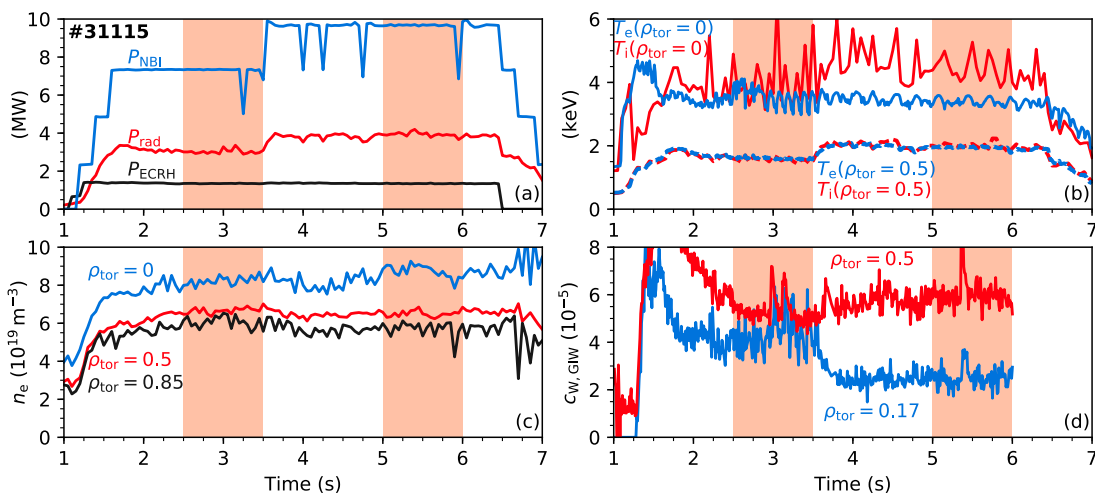 #31115
P_NBI
P_rad
P_ECRH
(a)
(MW)
10
8
6
4
2
0
1 2 3 4 5 6 7
T_e(ρ_tor = 0)
T_i(ρ_tor = 0)
T_e(ρ_tor = 0.5)
T_i(ρ_tor = 0.5)
(b)
(keV)
6
4
2
0
1 2 3 4 5 6 7
ρ_tor = 0
ρ_tor = 0.5
ρ_tor = 0.85
(c)
n_e (10^19 m^−3)
10
8
6
4
2
0
1 2 3 4 5 6 7
Time (s)
ρ_tor = 0.5
ρ_tor = 0.17
(d)
c_W,GIW (10^−5)
8
6
4
2
0
1 2 3 4 5 6 7
Time (s)